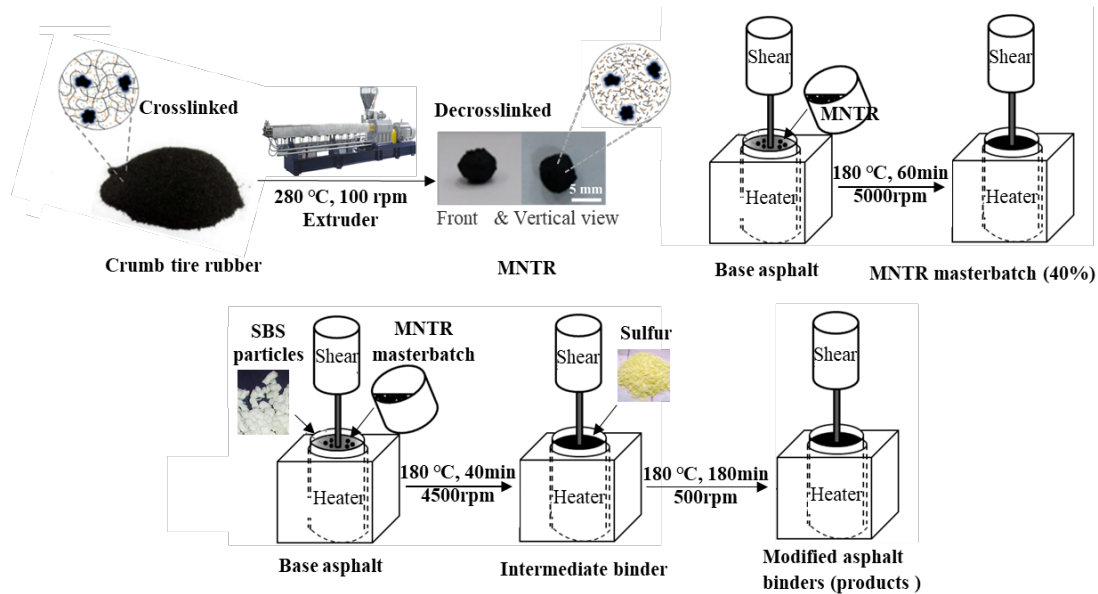 Crosslinked
280 ℃, 100 rpm
Extruder
Crumb tire rubber
Decrosslinked
5 mm
Front & Vertical view
MNTR
Shear
MNTR
Heater
Base asphalt
180 ℃, 60min
5000rpm
Shear
Heater
MNTR masterbatch (40%)
SBS
particles
Shear
MNTR
masterbatch
Heater
Base asphalt
180 ℃, 40min
4500rpm
Shear
Sulfur
Heater
Intermediate binder
180 ℃, 180min
500rpm
Shear
Heater
Modified asphalt
binders (products )